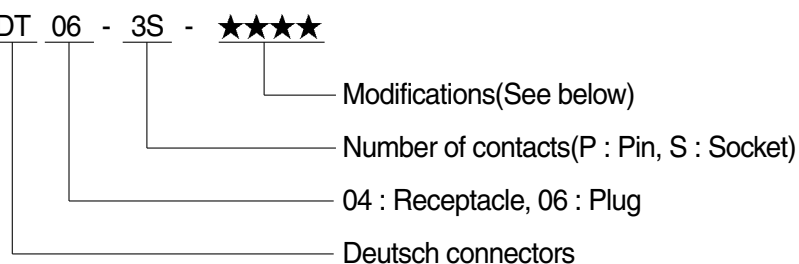 DT 06 - 3S - ★★★★
Modifications(See below)
Number of contacts(P : Pin, S : Socket)
04 : Receptacle, 06 : Plug
Deutsch connectors